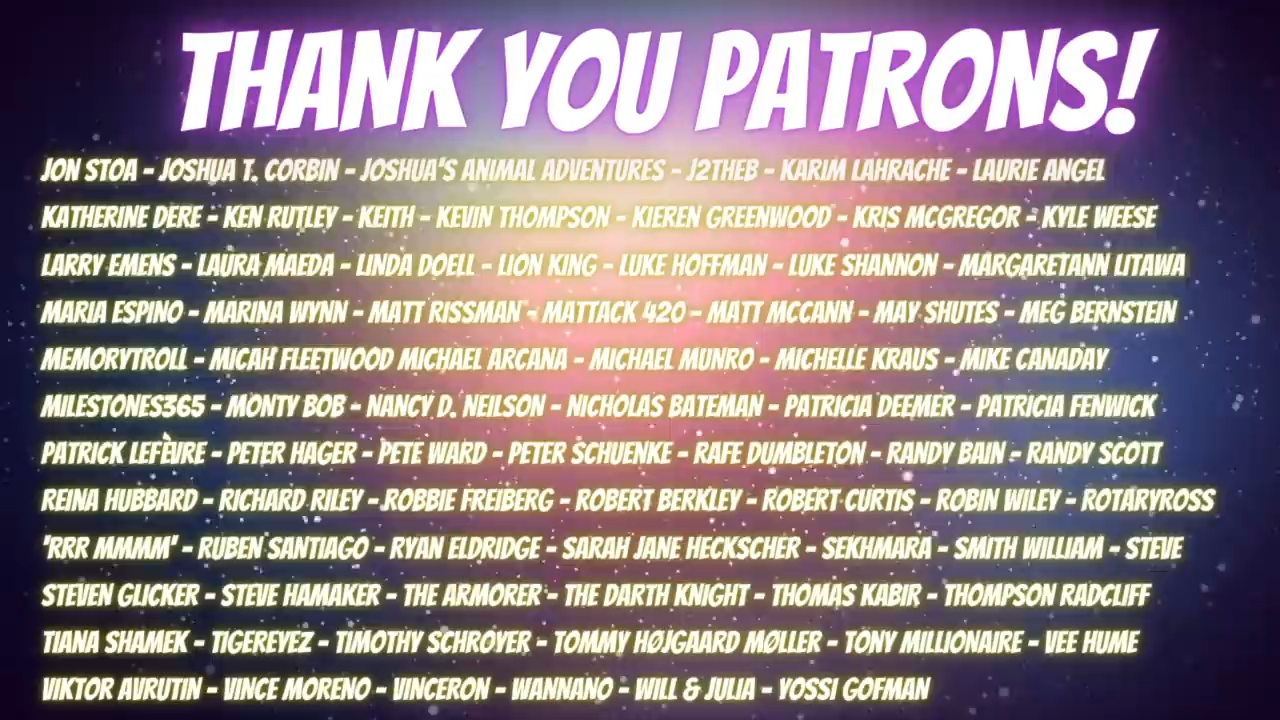 THANK YOU PATRONS!
JON STOA - JOSHUA T. CORBIN - JOSHUA'S ANIMAL ADVENTURES - J2THEB - KARIM LAHRACHE - LAURIE ANGEL
KATHERINE DERE - KEN RUTLEY - KEITH - KEVIN THOMPSON - KIEREN GREENWOOD - KRIS MCGREGOR - KYLE WEESE
LARRY EMENS - LAURA MAEDA - LINDA DOELL - LION KING - LUKE HOFFMAN - LUKE SHANNON - MARGARETANN LITAWA
MARIA ESPINO - MARINA WYNN - MATT RISSMAN - MATTACK 420 - MATT MCCANN - MAY SHUTES - MEG BERNSTEIN
MEMORYTROLL - MICAH FLEETWOOD MICHAEL ARCANA - MICHAEL MUNRO - MICHELLE KRAUS - MIKE CANADAY
MILESTONES365 - MONTY BOB - NANCY D. NEILSON - NICHOLAS BATEMAN - PATRICIA DEEMER - PATRICIA FENWICK
PATRICK LEFÈVRE - PETER HAGER - PETE WARD - PETER SCHUENKE - RAFE DUMBLETON - RANDY BAIN - RANDY SCOTT
REINA HUBBARD - RICHARD RILEY - ROBBIE FREIBERG - ROBERT BERKLEY - ROBERT CURTIS - ROBIN WILEY - ROTARYROSS
'RRR MMMM' - RUBEN SANTIAGO - RYAN ELDRIDGE - SARAH JANE HECKSCHER - SEKHMARA - SMITH WILLIAM - STEVE
STEVEN GLICKER - STEVE HAMAKER - THE ARMORER - THE DARTH KNIGHT - THOMAS KABIR - THOMPSON RADCLIFF
TIANA SHAMEK - TIGEREYEZ - TIMOTHY SCHROYER - TOMMY HØJGAARD MØLLER - TONY MILLIONAIRE - VEE HUME
VIKTOR AVRUTIN - VINCE MORENO - VINCERON - WANNANO - WILL & JULIA - YOSSI GOFMAN